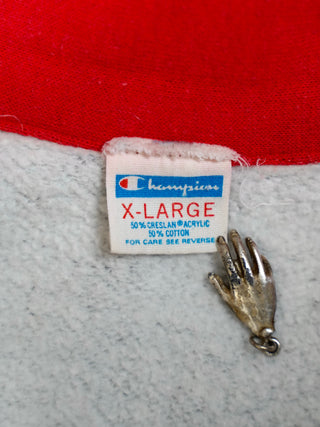 Champion
X-LARGE
50% CRESLAN® ACRYLIC
50% COTTON
FOR CARE SEE REVERSE